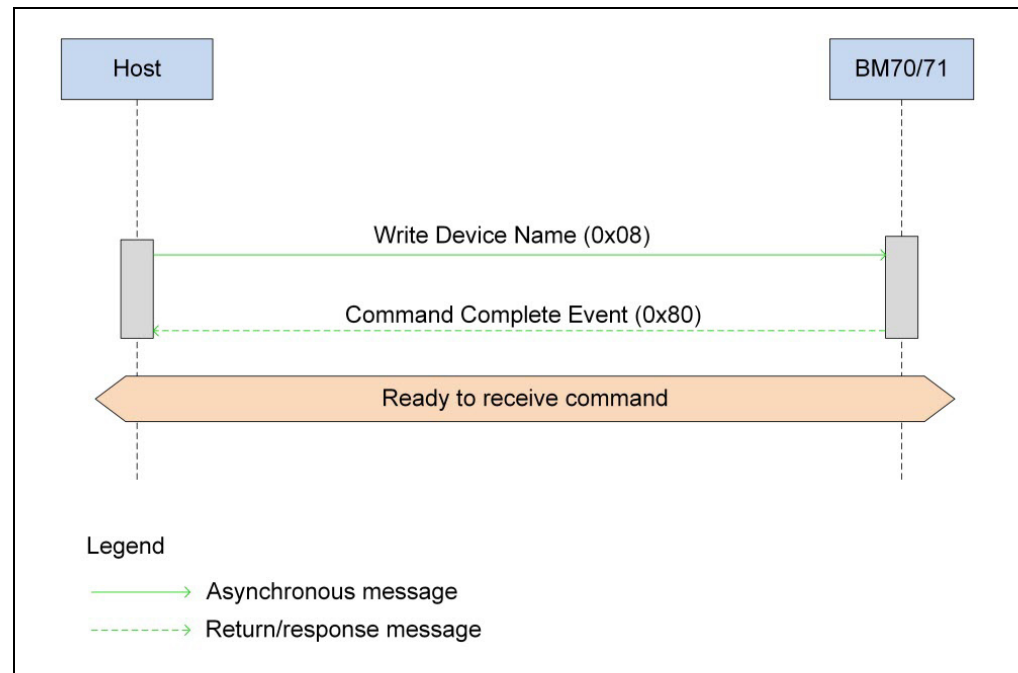 Host
BM70/71
Write Device Name (0x08)
Command Complete Event (0x80)
Ready to receive command
Legend
Asynchronous message
Return/response message